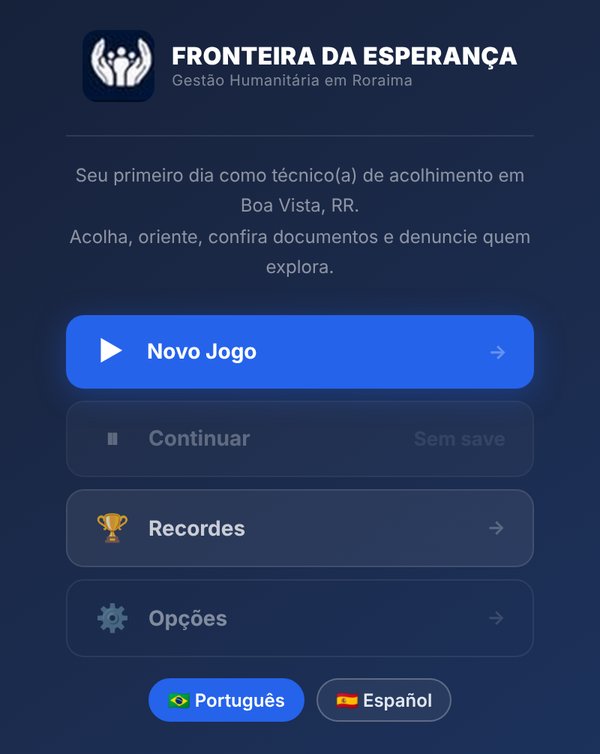 FRONTEIRA DA ESPERANÇA
Gestão Humanitária em Roraima
Seu primeiro dia como técnico(a) de acolhimento em
Boa Vista, RR.
Acolha, oriente, confira documentos e denuncie quem
explora.
Novo Jogo →
Continuar Sem save
Recordes →
Opções →
Português Español